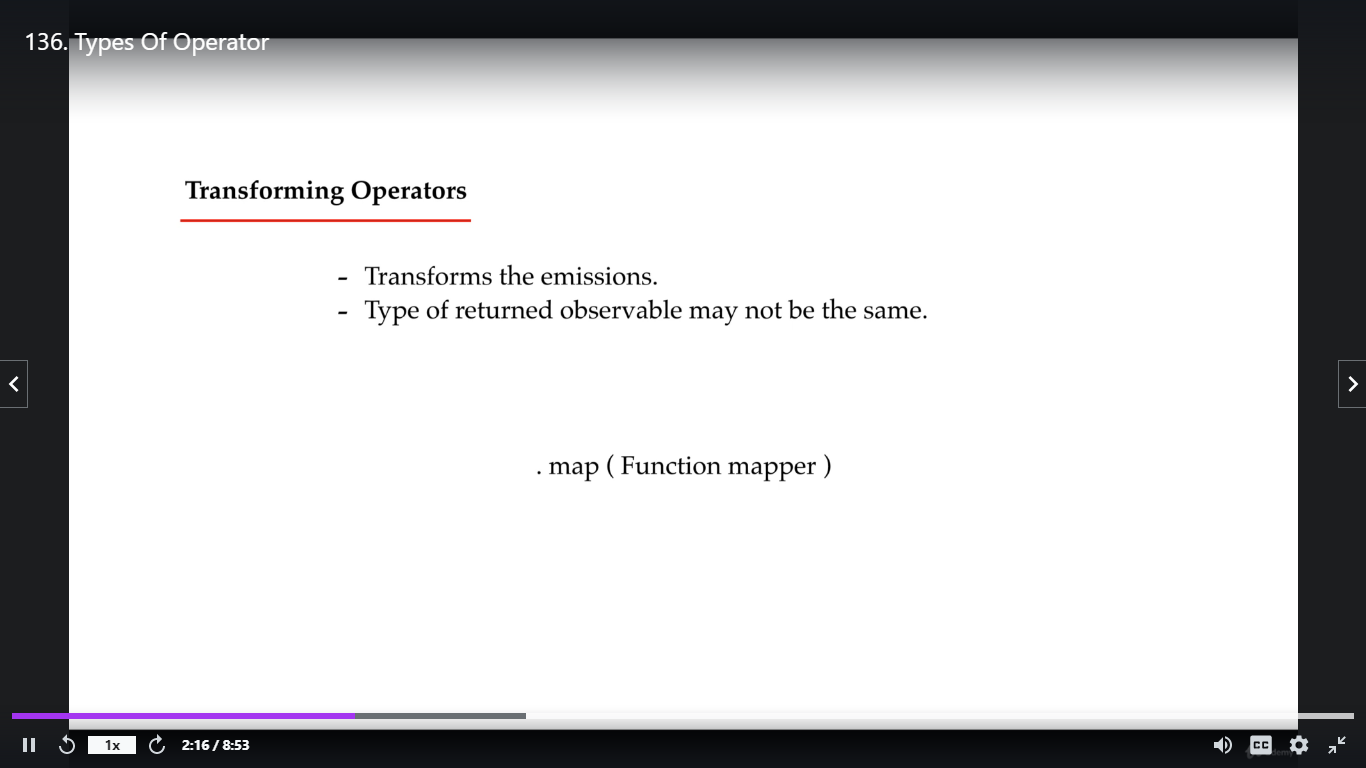 136. Types Of Operator
Transforming Operators
- Transforms the emissions.
- Type of returned observable may not be the same.
. map ( Function mapper )
1x
2:16 / 8:53
CC